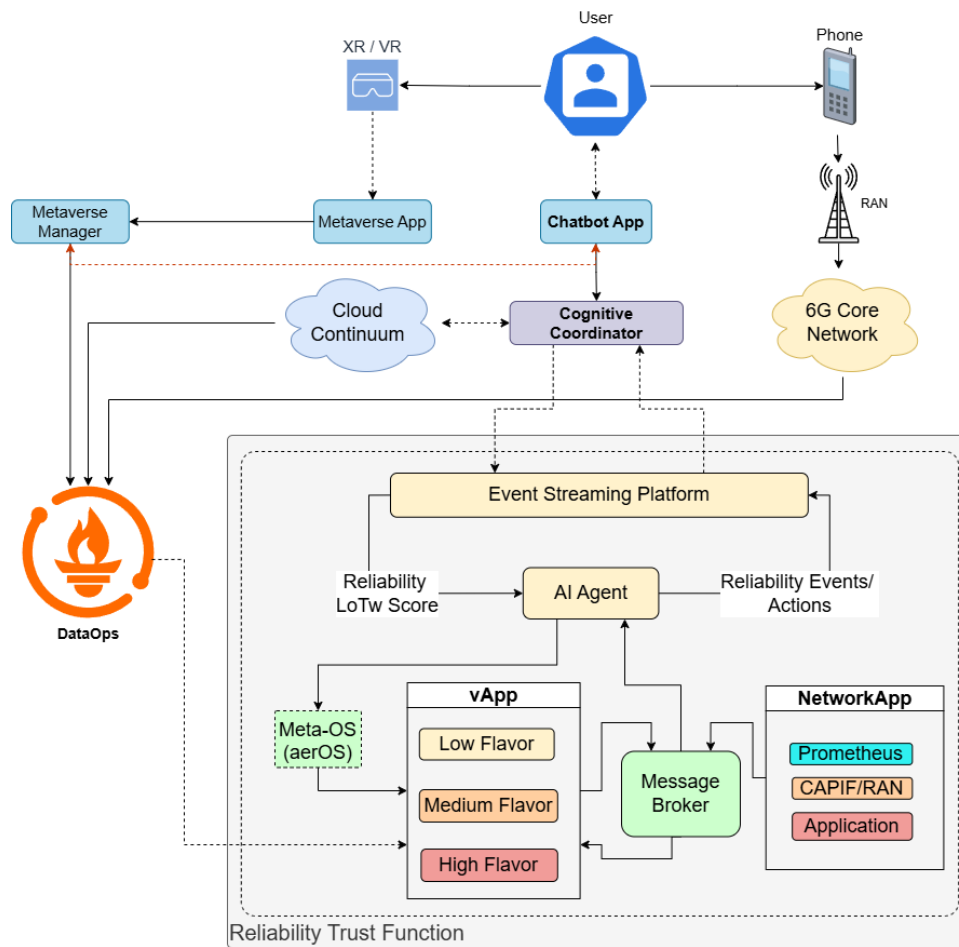 User
Phone
XR / VR
RAN
Metaverse
Manager
Metaverse App
Chatbot App
Cloud
Continuum
Cognitive
Coordinator
6G Core
Network
Event Streaming Platform
Reliability
LoTw Score
AI Agent
Reliability Events/
Actions
DataOps
vApp
NetworkApp
Meta-OS
(aerOS)
Low Flavor
Medium Flavor
High Flavor
Message
Broker
Prometheus
CAPIF/RAN
Application
Reliability Trust Function